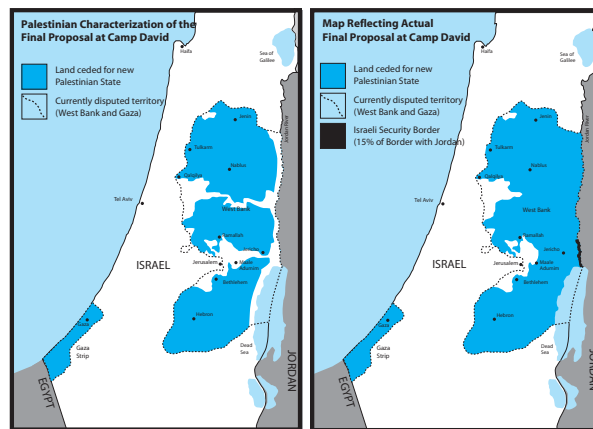 Palestinian Characterization of the
Final Proposal at Camp David
Land ceded for new
Palestinian State
Currently disputed territory
(West Bank and Gaza)
Haifa
Sea of
Galilee
Jordan River
Jenin
Tulkarm
Nablus
Qalqilya
Tel Aviv
West Bank
Ramallah
Jericho
ISRAEL
Jerusalem
Maale
Adumim
Bethlehem
Hebron
Gaza
Gaza
Strip
Dead
Sea
EGYPT
JORDAN
Map Reflecting Actual
Final Proposal at Camp David
Land ceded for new
Palestinian State
Currently disputed territory
(West Bank and Gaza)
Israeli Security Border
(15% of Border with Jordan)
Haifa
Sea of
Galilee
Jordan River
Jenin
Tulkarm
Nablus
Qalqilya
Tel Aviv
West Bank
Ramallah
Jericho
ISRAEL
Jerusalem
Maale
Adumim
Bethlehem
Hebron
Gaza
Gaza
Strip
Dead
Sea
EGYPT
JORDAN